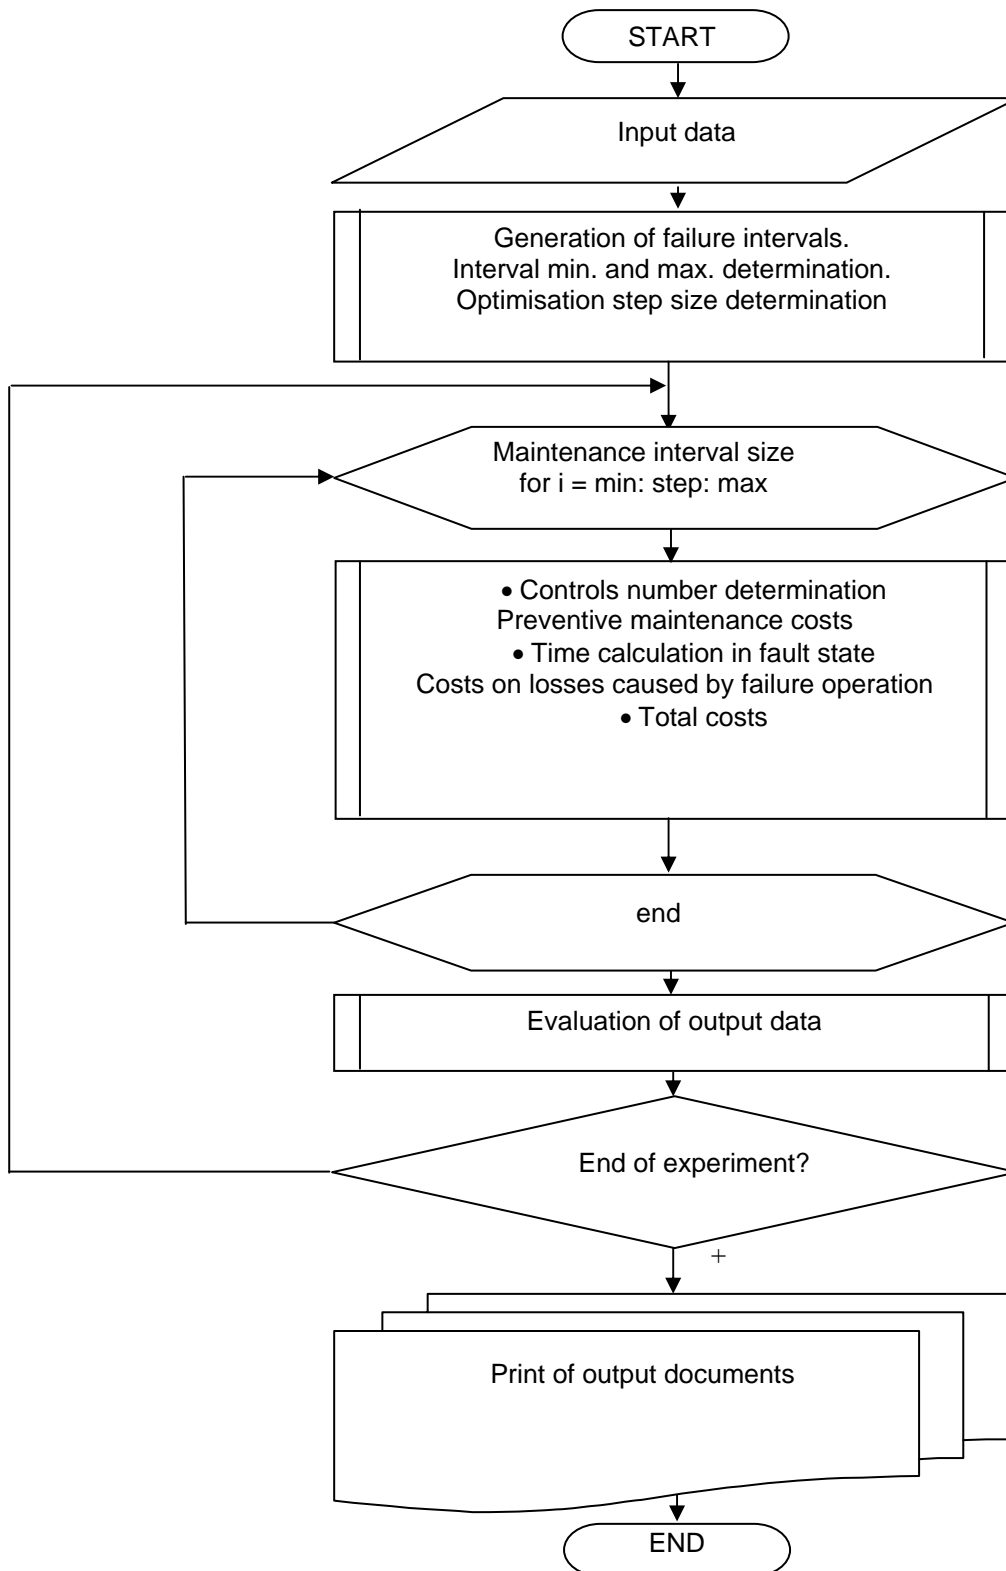 START
Input data
Generation of failure intervals.
Interval min. and max. determination.
Optimisation step size determination
Maintenance interval size
for i = min: step: max
• Controls number determination
Preventive maintenance costs
• Time calculation in fault state
Costs on losses caused by failure operation
• Total costs
end
Evaluation of output data
End of experiment?
+
Print of output documents
END